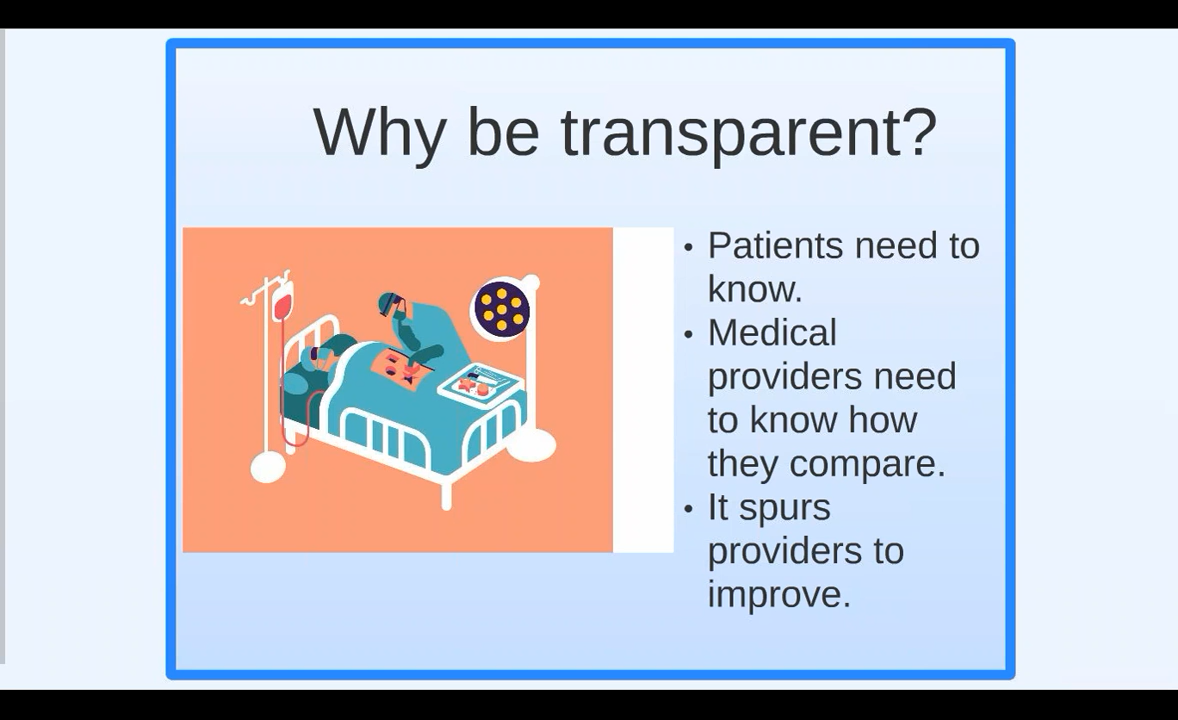 Why be transparent?
• Patients need to
know.
• Medical
providers need
to know how
they compare.
• It spurs
providers to
improve.